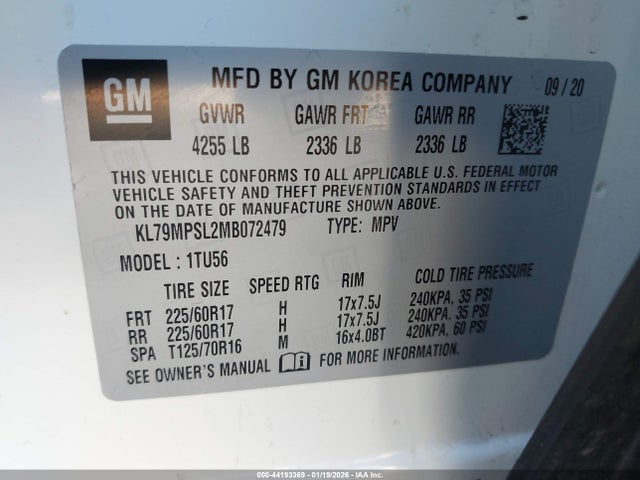 GM
MFD BY GM KOREA COMPANY 09/20
GVWR GAWR FRT GAWR RR
4255 LB 2336 LB 2336 LB
THIS VEHICLE CONFORMS TO ALL APPLICABLE U.S. FEDERAL MOTOR
VEHICLE SAFETY AND THEFT PREVENTION STANDARDS IN EFFECT
ON THE DATE OF MANUFACTURE SHOWN ABOVE.
KL79MPSL2MB072479 TYPE: MPV
MODEL: 1TU56
TIRE SIZE SPEED RTG RIM COLD TIRE PRESSURE
FRT 225/60R17 H 17x7.5J 240KPA, 35 PSI
RR 225/60R17 H 17x7.5J 240KPA, 35 PSI
SPA T125/70R16 M 16x4.0BT 420KPA, 60 PSI
SEE OWNER'S MANUAL FOR MORE INFORMATION.
000-44193369 - 01/19/2026 - IAAI Inc.